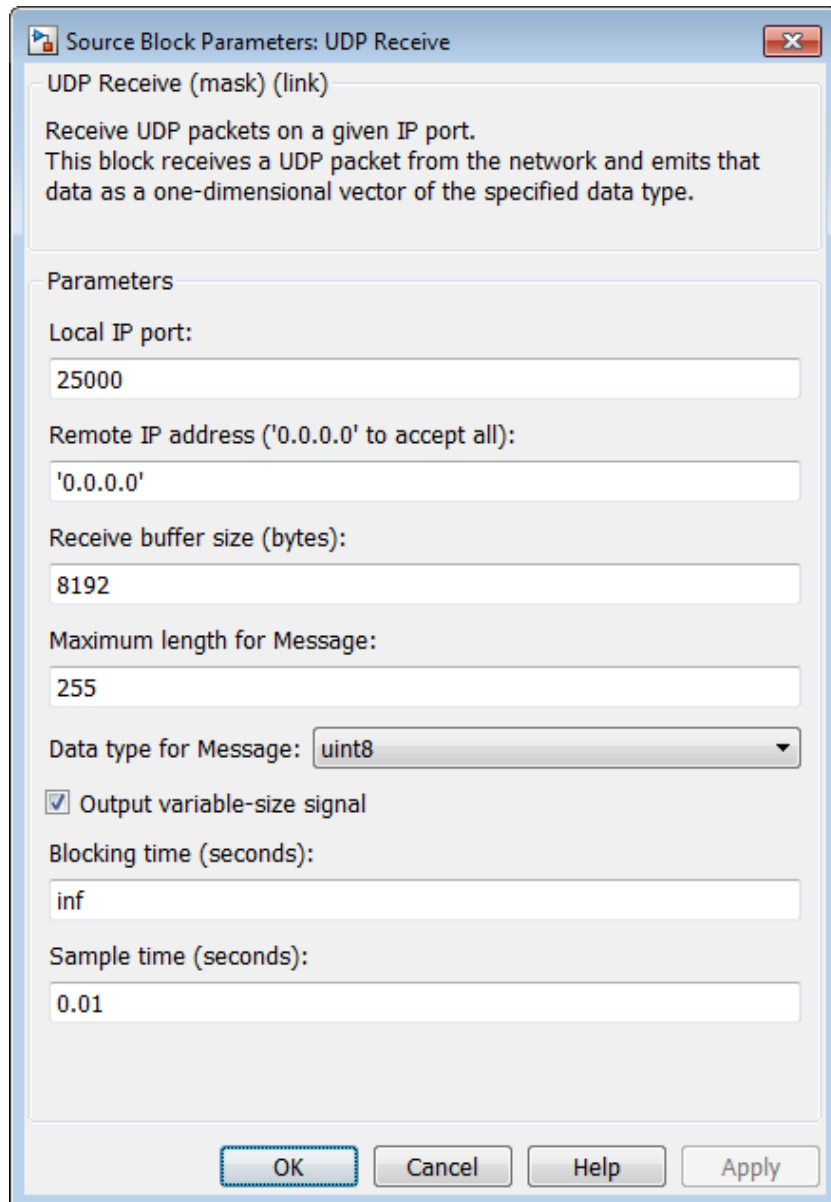 Source Block Parameters: UDP Receive
UDP Receive (mask) (link)
Receive UDP packets on a given IP port.
This block receives a UDP packet from the network and emits that
data as a one-dimensional vector of the specified data type.
Parameters
Local IP port:
25000
Remote IP address ('0.0.0.0' to accept all):
'0.0.0.0'
Receive buffer size (bytes):
8192
Maximum length for Message:
255
Data type for Message: uint8
Output variable-size signal
Blocking time (seconds):
inf
Sample time (seconds):
0.01
OK Cancel Help Apply